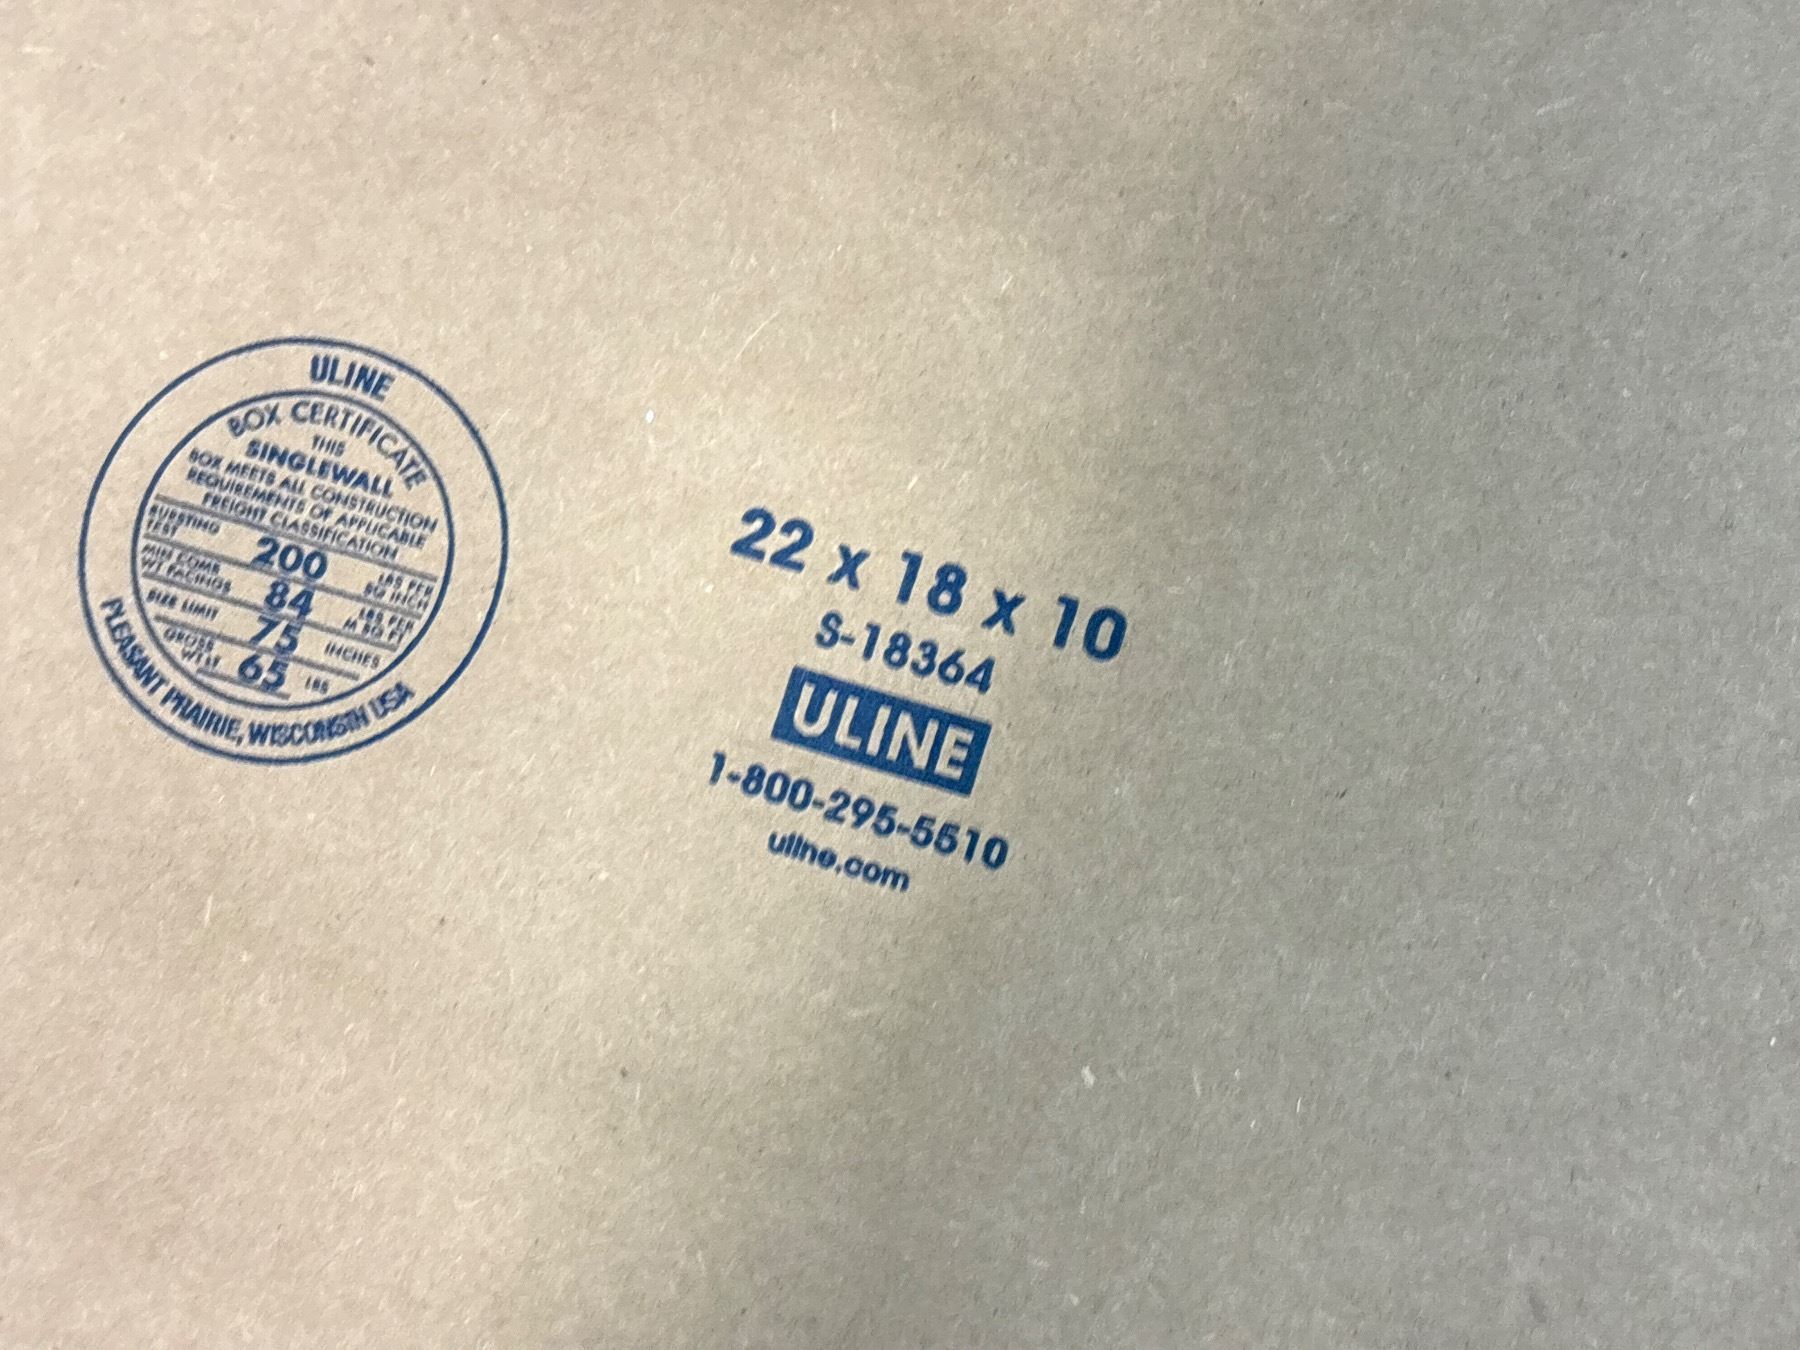 ULINE
BOX CERTIFICATE
THIS
SINGLEWALL
BOX MEETS ALL CONSTRUCTION
REQUIREMENTS OF APPLICABLE
FREIGHT CLASSIFICATION
BURSTING TEST 200 LBS PER SQ INCH
MIN COMB WT FACINGS 84 LBS PER M SQ FT
SIZE LIMIT 75 INCHES
GROSS WT LT 65 LBS
PLEASANT PRAIRIE, WISCONSIN USA
22 x 18 x 10
S-18364
ULINE
1-800-295-5510
uline.com